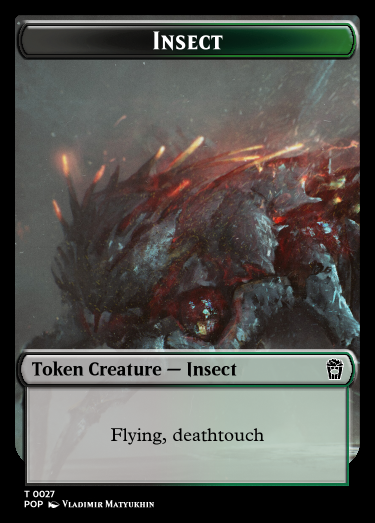 Insect
Token Creature — Insect
Flying, deathtouch
T 0027
POP Vladimir Matyukhin